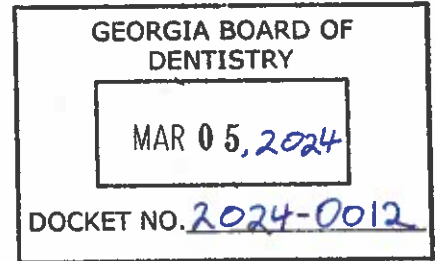 GEORGIA BOARD OF
DENTISTRY
MAR 0 5, 2024
DOCKET NO. 2024-0012